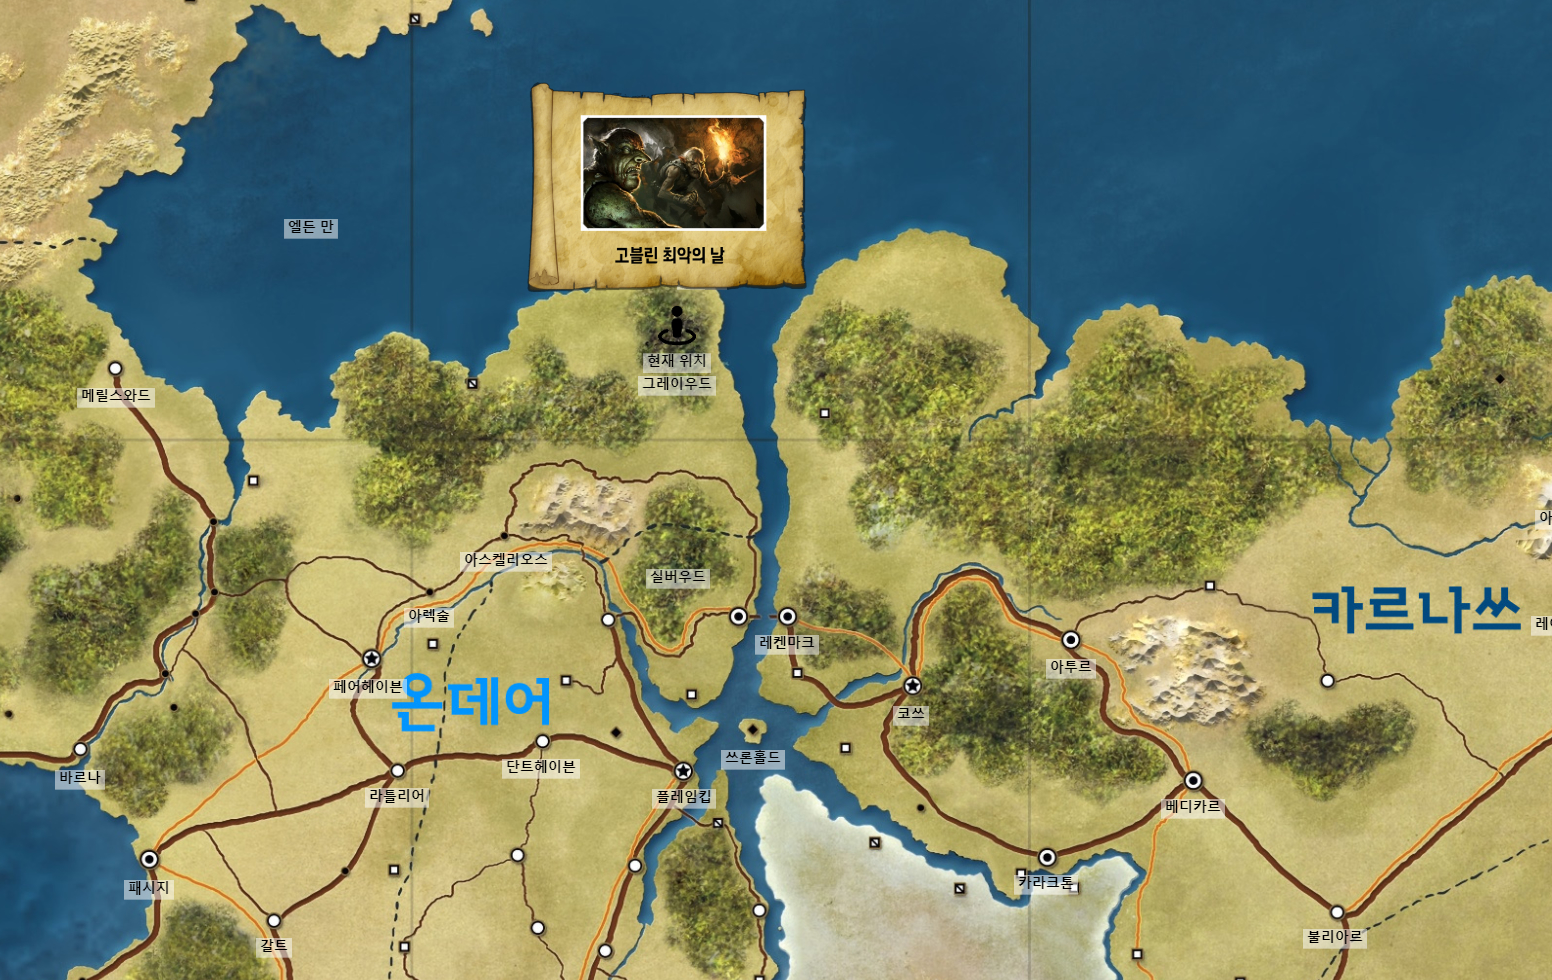 엘든 만
고블린 최악의 날
현재 위치
그레이우드
메릴스와드
아스켈리오스
실버우드
아렉술
레켄마크
카르나쓰
페어헤이븐
온데어
아투르
코쓰
바르나
단트헤이븐
쓰론홀드
라틀리어
플레임킵
베디카르
패시지
카라크톤
갈트
불리아르